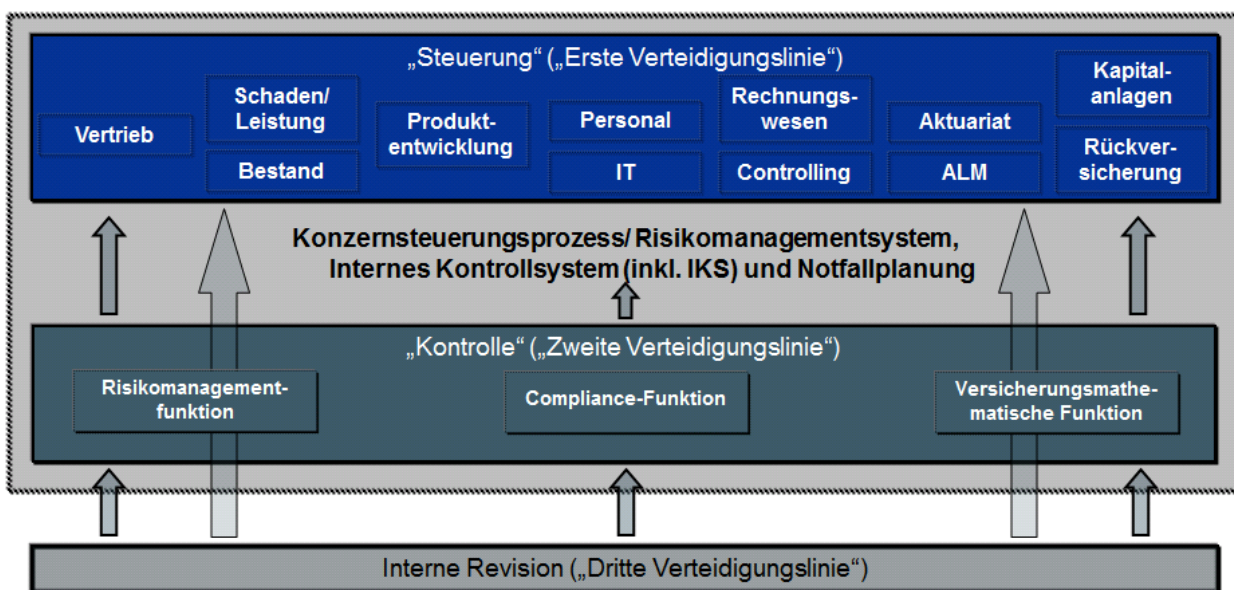 „Steuerung“ („Erste Verteidigungslinie“)
Vertrieb
Schaden/
Leistung
Bestand
Produkt-
entwicklung
Personal
IT
Rechnungs-
wesen
Controlling
Aktuariat
ALM
Kapital-
anlagen
Rückver-
sicherung
Konzernsteuerungsprozess/ Risikomanagementsystem,
Internes Kontrollsystem (inkl. IKS) und Notfallplanung
„Kontrolle“ („Zweite Verteidigungslinie“)
Risikomanagement-
funktion
Compliance-Funktion
Versicherungsmathe-
matische Funktion
Interne Revision („Dritte Verteidigungslinie“)